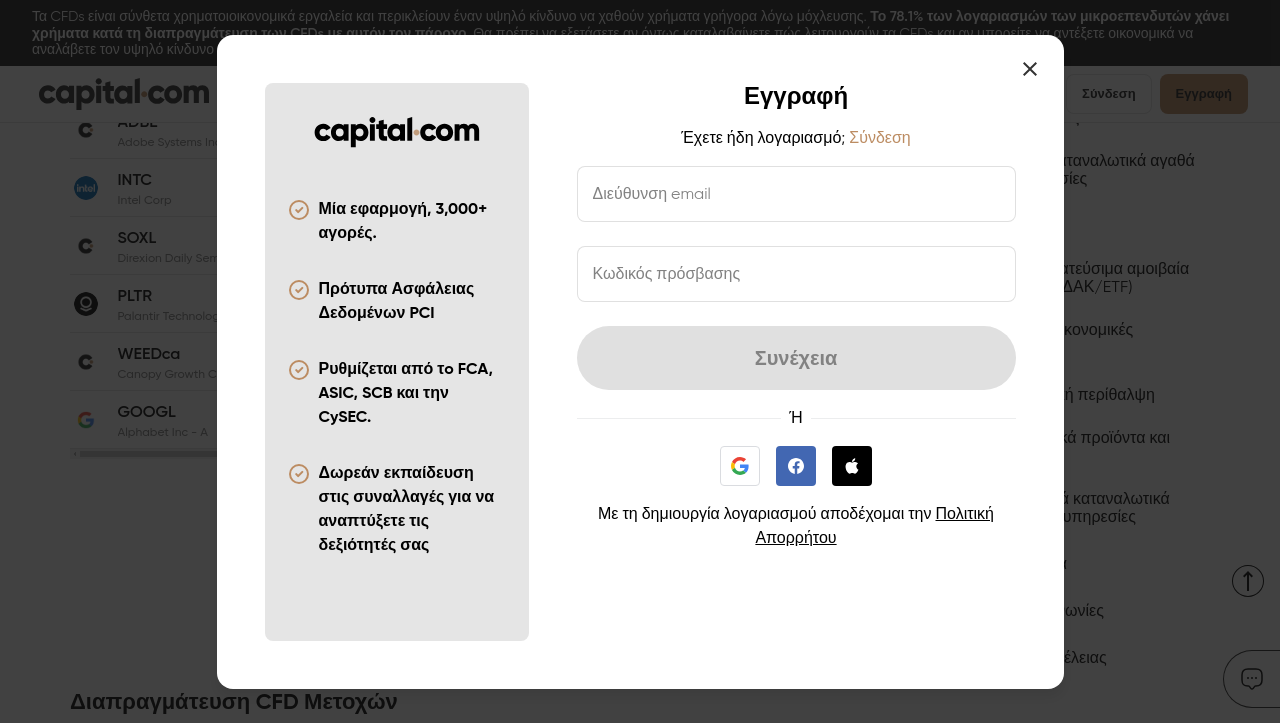 Τα CFDs είναι σύνθετα χρηματοοικονομικά εργαλεία και περικλείουν έναν υψηλό κίνδυνο να χαθούν χρήματα γρήγορα λόγω μόχλευσης. Το 78.1% των λογαριασμών των μικροεπενδυτών χάνει
χρήματα κατά τη διαπραγμάτευση των CFDs με αυτόν τον πάροχο. Θα πρέπει να εξετάσετε αν όντως καταλαβαίνετε πώς λειτουργούν τα CFDs και αν μπορείτε να αντέξετε οικονομικά να
αναλάβετε τον υψηλό κίνδυνο
capital.com
Σύνδεση
Εγγραφή
ADBE
Adobe Systems Inc
INTC
Intel Corp
SOXL
Direxion Daily Sem
PLTR
Palantir Technolog
WEEDca
Canopy Growth C
GOOGL
Alphabet Inc - A
Διαπραγμάτευση CFD Μετοχών
capital.com
Μία εφαρμογή, 3,000+
αγορές.
Πρότυπα Ασφάλειας
Δεδομένων PCI
Ρυθμίζεται από το FCA,
ASIC, SCB και την
CySEC.
Δωρεάν εκπαίδευση
στις συναλλαγές για να
αναπτύξετε τις
δεξιότητές σας
Εγγραφή
Έχετε ήδη λογαριασμό; Σύνδεση
Διεύθυνση email
Κωδικός πρόσβασης
Συνέχεια
Ή
Με τη δημιουργία λογαριασμού αποδέχομαι την Πολιτική
Απορρήτου
ταναλωτικά αγαθά
σίες
ατεύσιμα αμοιβαία
ΔΑΚ/ETF)
κονομικές
ή περίθαλψη
κά προϊόντα και
ά καταναλωτικά
υπηρεσίες
α
ωνίες
έλειας